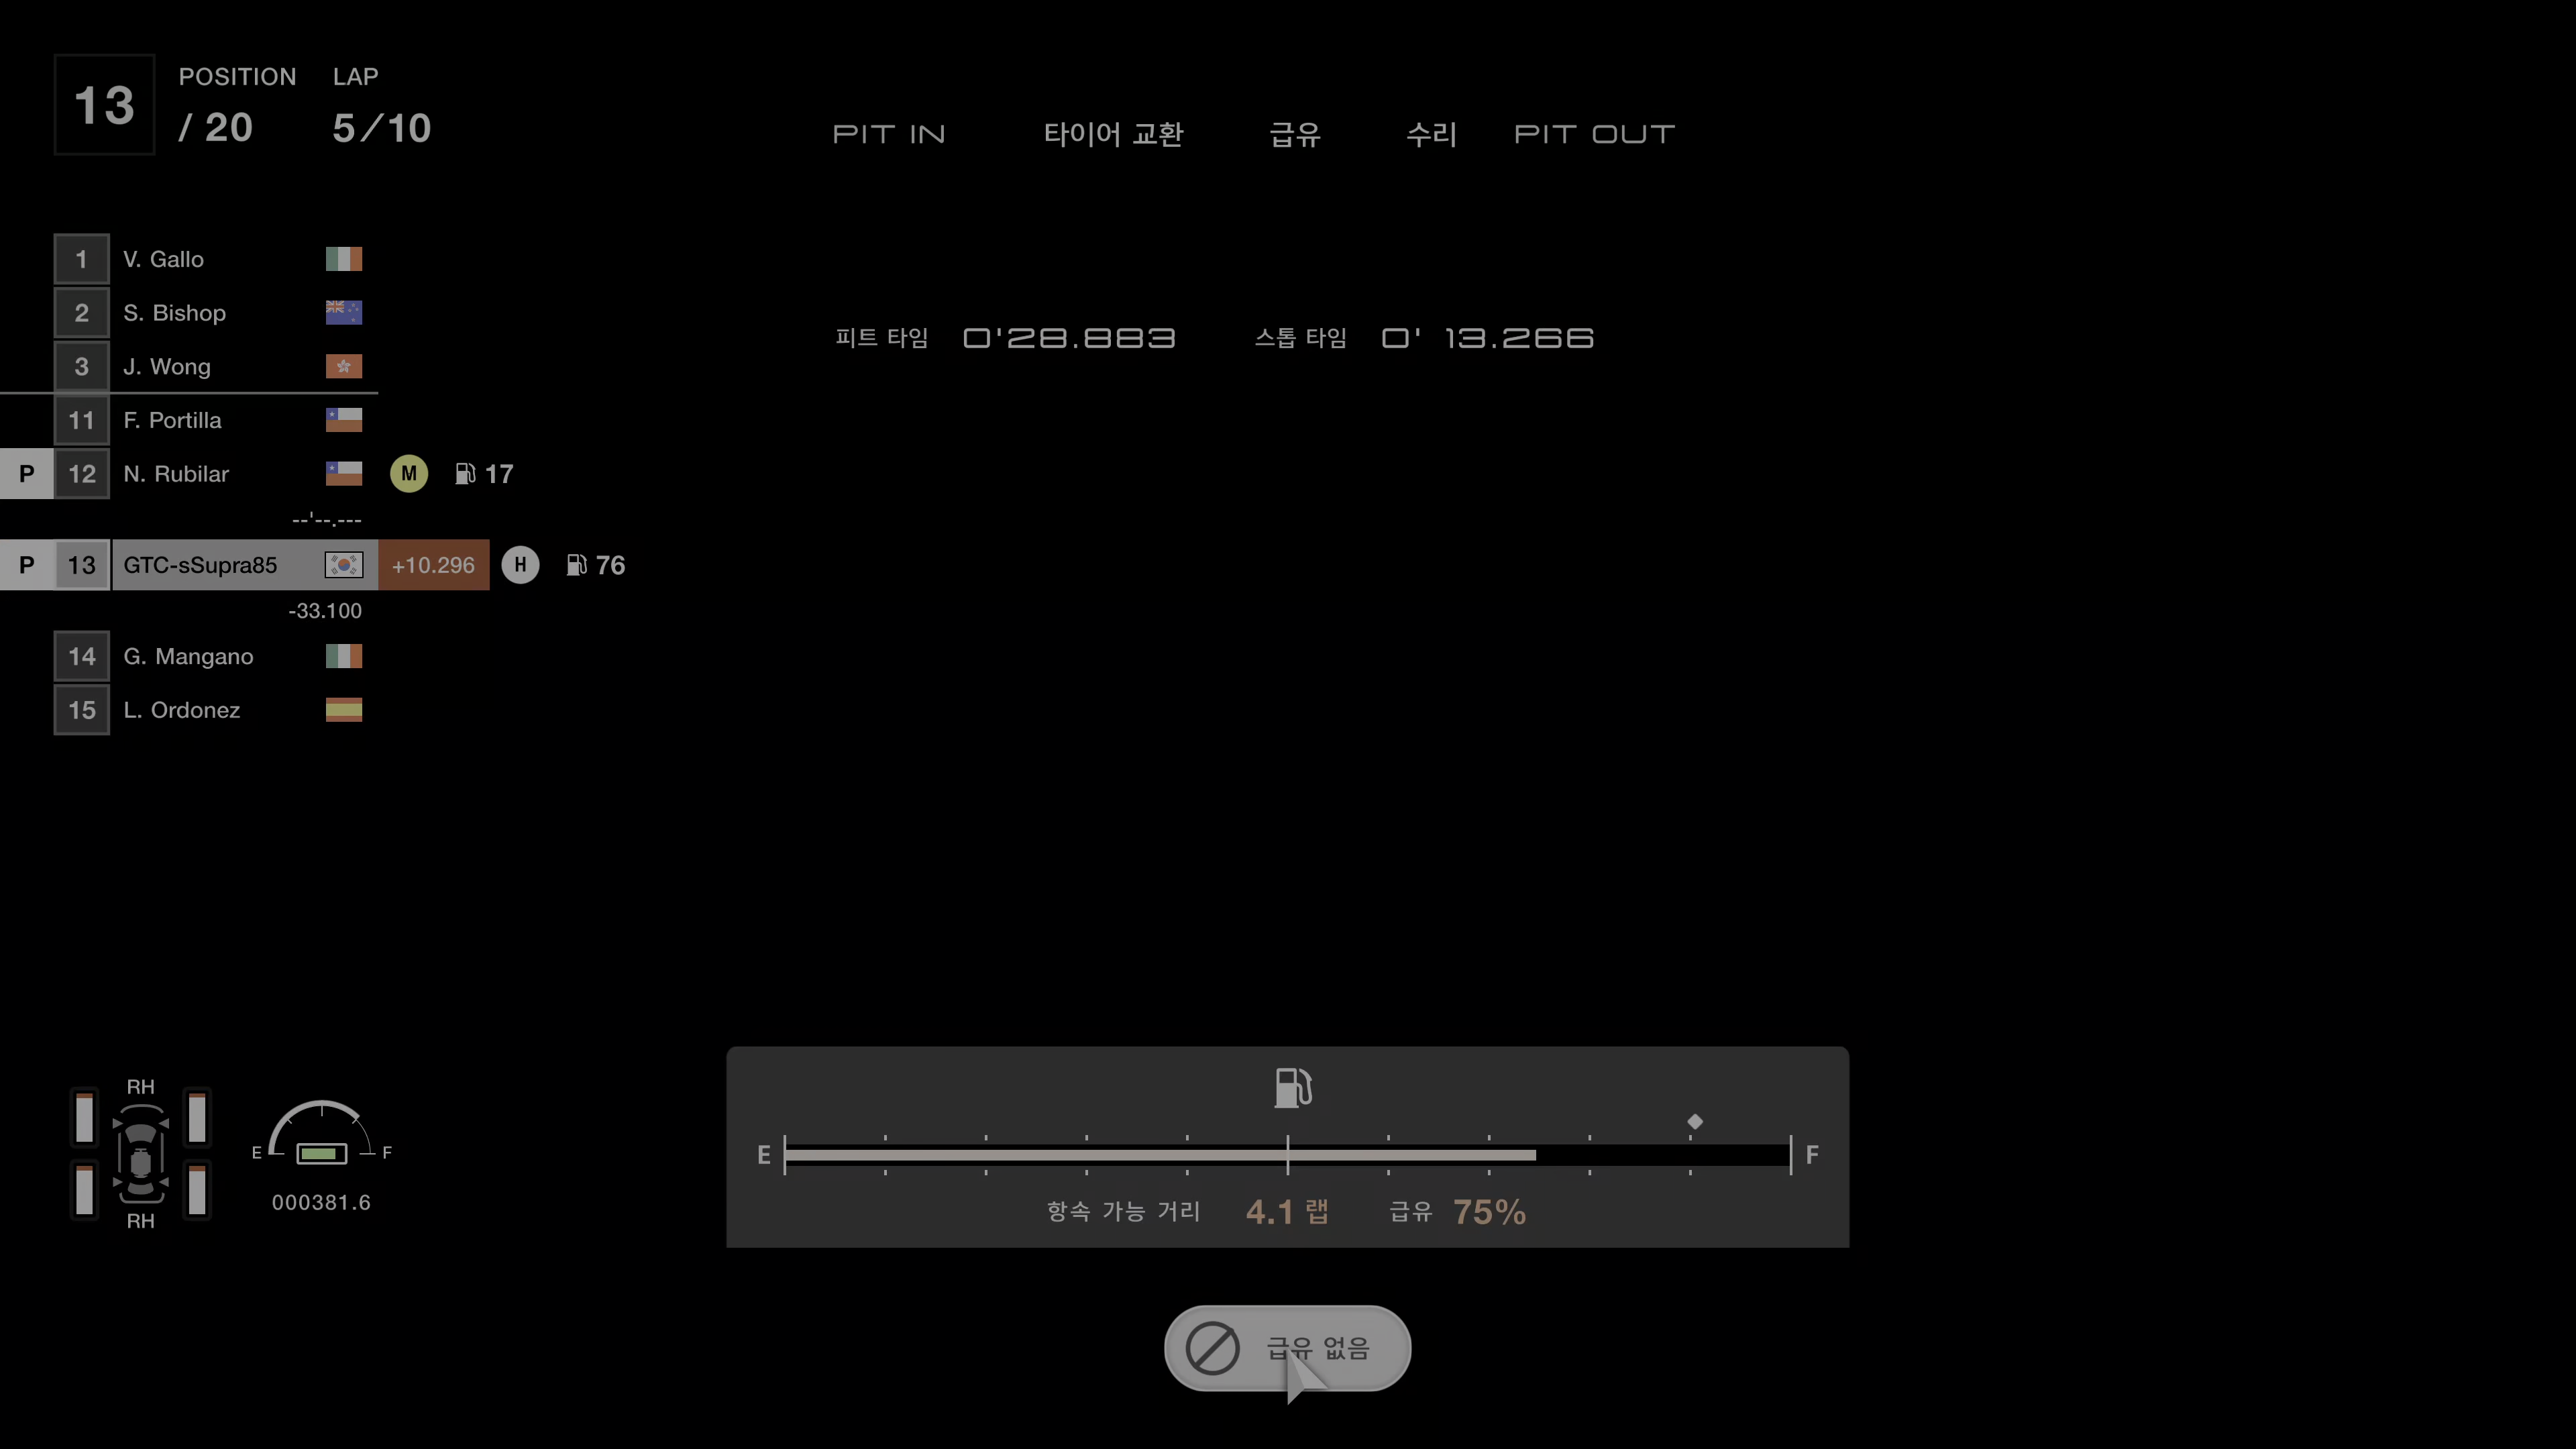 13 POSITION LAP
/ 20 5/10
PIT IN 타이어 교환 급유 수리 PIT OUT
1 V. Gallo
2 S. Bishop
3 J. Wong
11 F. Portilla
P 12 N. Rubilar M 17
--'--.---
P 13 GTC-sSupra85 +10.296 H 76
-33.100
14 G. Mangano
15 L. Ordonez
피트 타임 0'28.883 스톱 타임 0' 13.266
RH
E F
000381.6
RH
E F
항속 가능 거리 4.1 랩 급유 75%
급유 없음